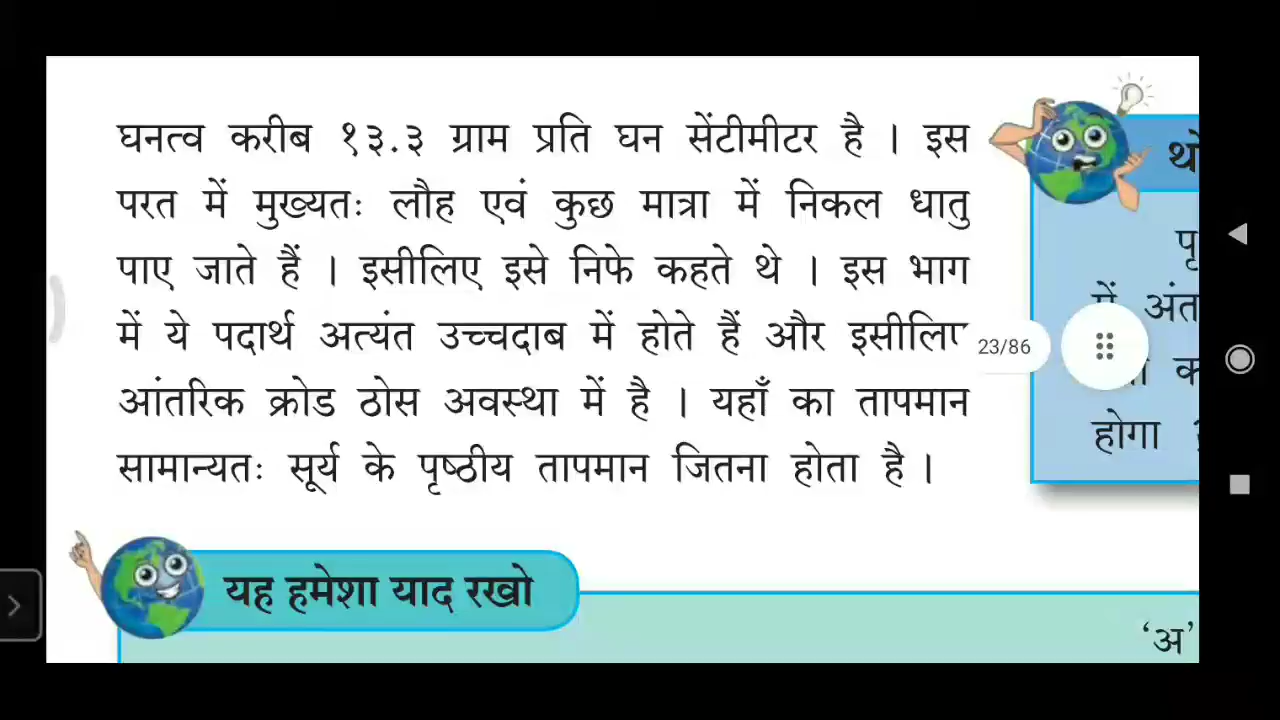 घनत्व करीब १३.३ ग्राम प्रति घन सेंटीमीटर है । इस
परत में मुख्यतः लौह एवं कुछ मात्रा में निकल धातु
पाए जाते हैं । इसीलिए इसे निफे कहते थे । इस भाग
में ये पदार्थ अत्यंत उच्चदाब में होते हैं और इसीलिए
आंतरिक क्रोड ठोस अवस्था में है । यहाँ का तापमान
सामान्यतः सूर्य के पृष्ठीय तापमान जितना होता है ।
23/86
में
होगा ?
यह हमेशा याद रखो
‘अ’